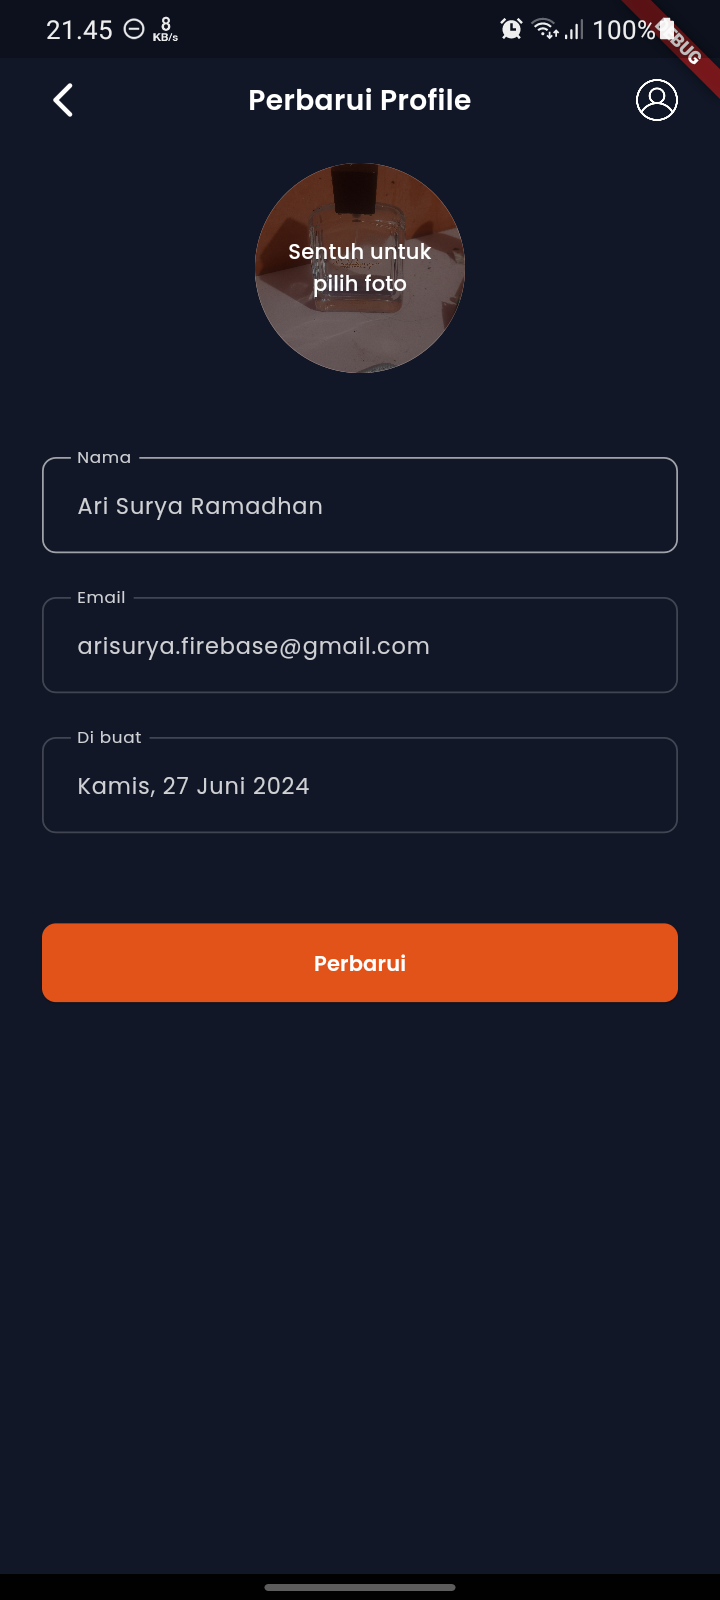 21.45 8 KB/s 100%
BUG
Perbarui Profile
Sentuh untuk
pilih foto
Nama
Ari Surya Ramadhan
Email
arisurya.firebase@gmail.com
Di buat
Kamis, 27 Juni 2024
Perbarui